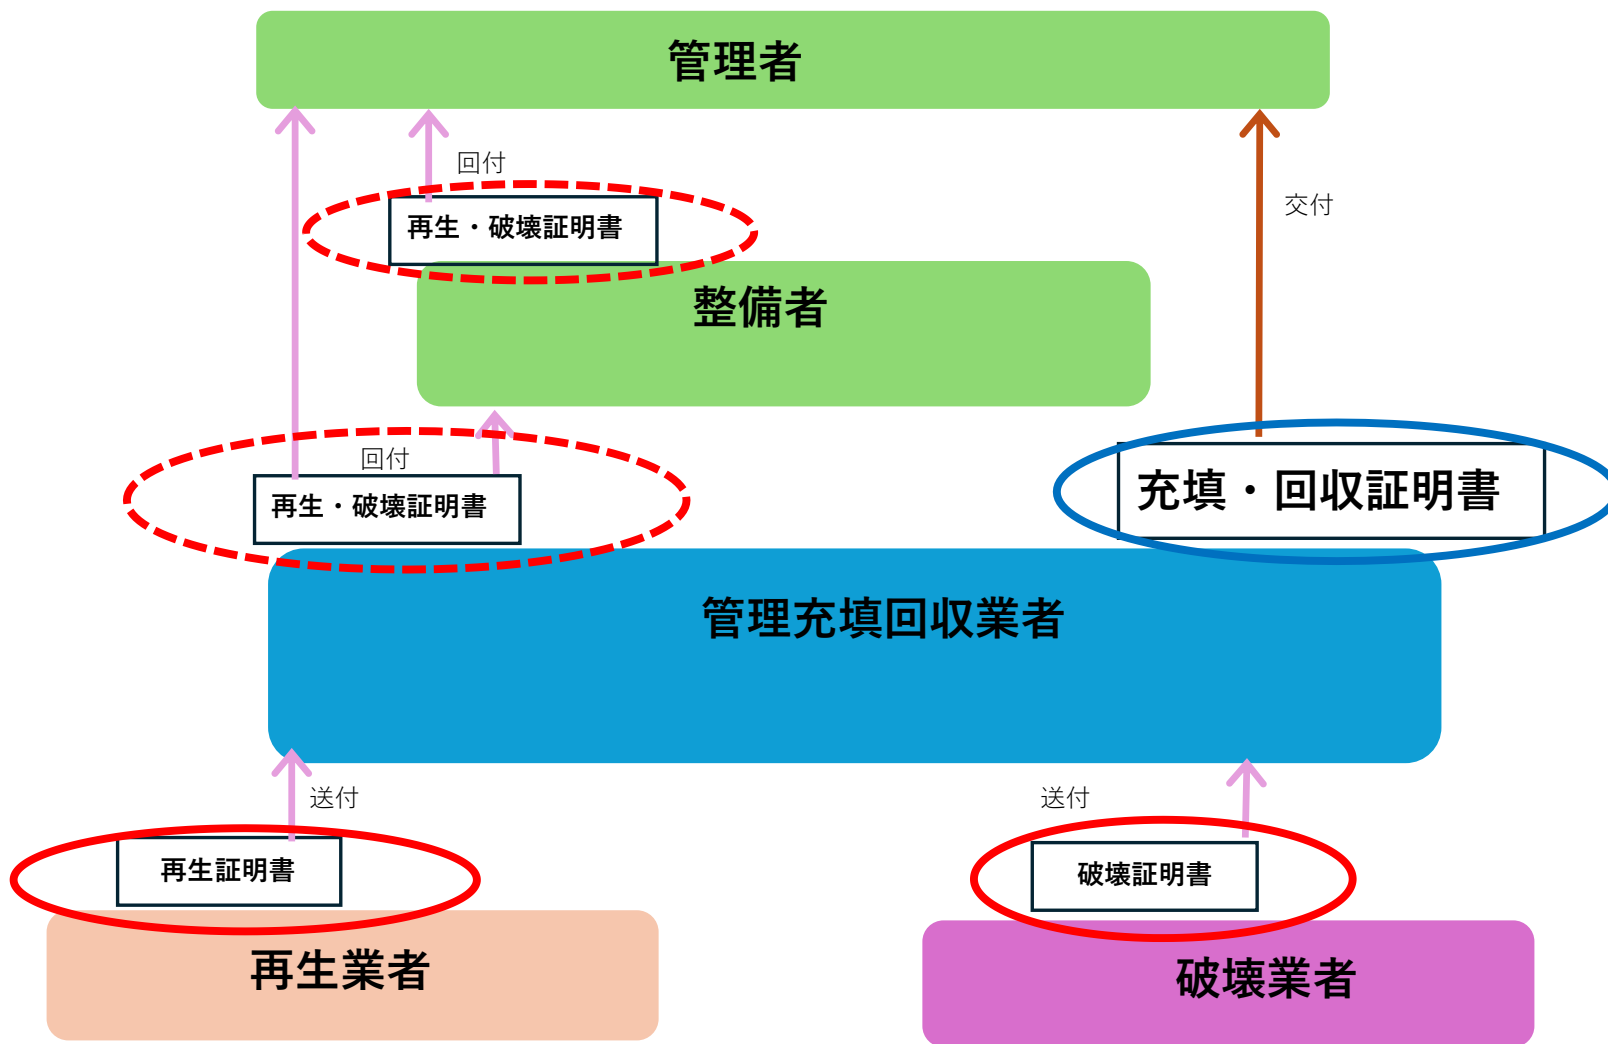 管理者
回付
再生・破壊証明書
交付
整備者
回付
再生・破壊証明書
充填・回収証明書
管理充填回収業者
送付
送付
再生証明書
破壊証明書
再生業者
破壊業者